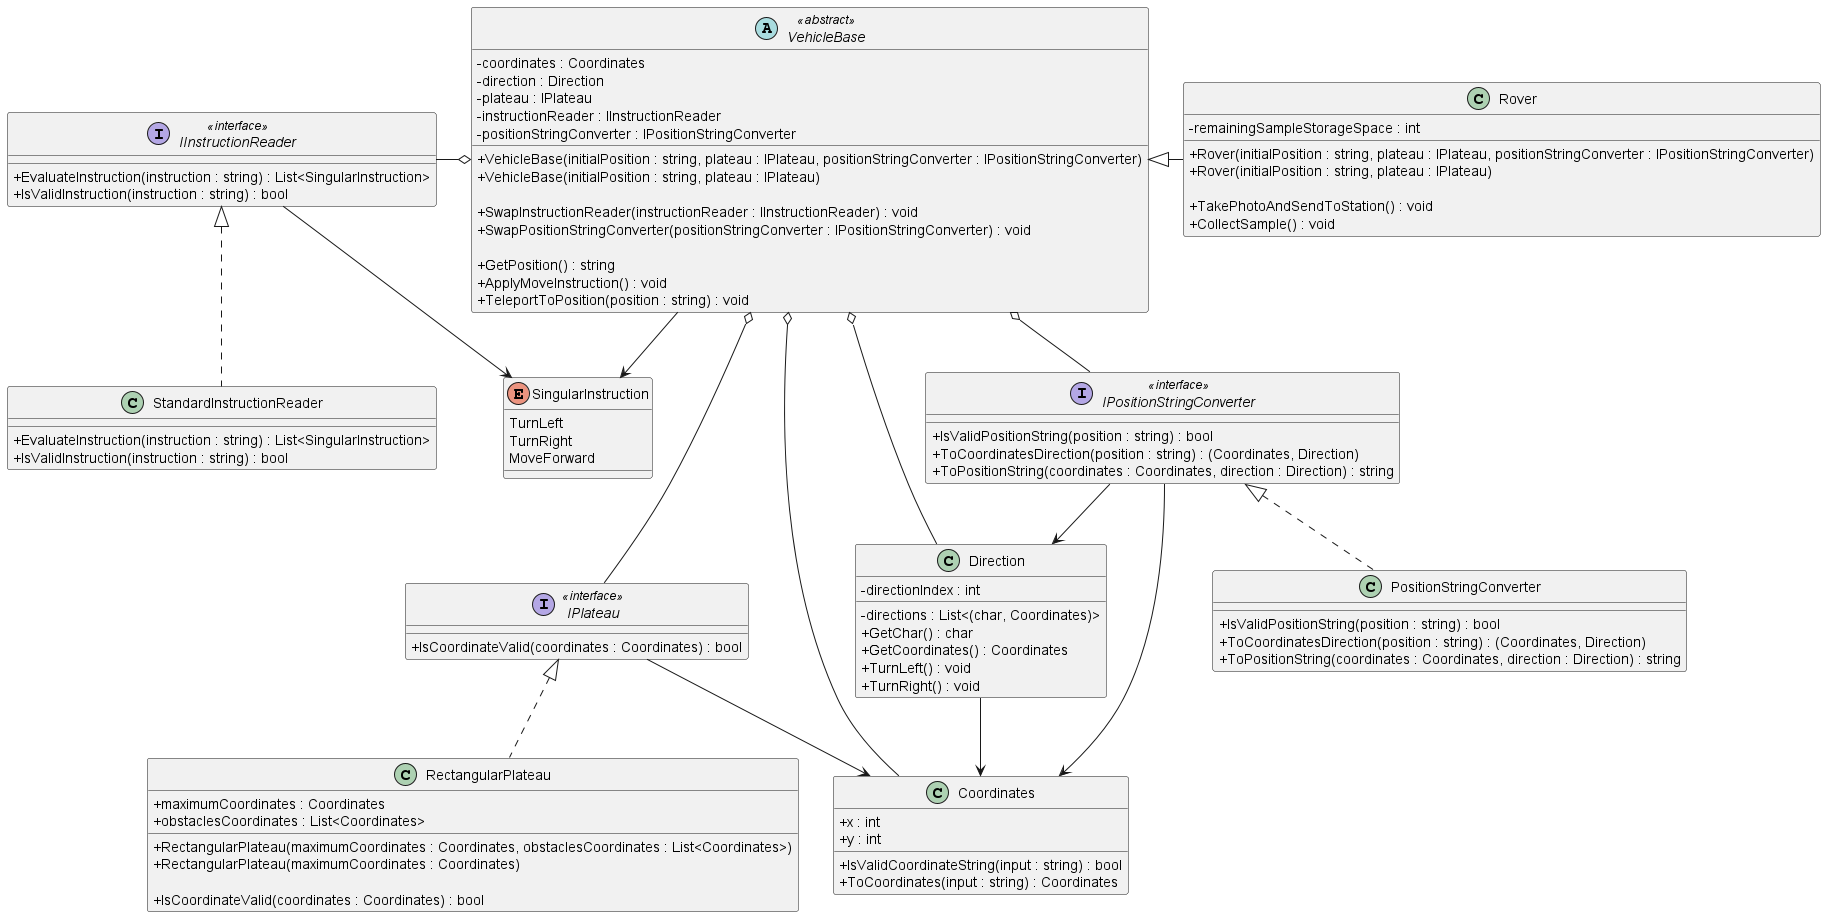 A
«abstract»
VehicleBase
-coordinates : Coordinates
-direction : Direction
-plateau : IPlateau
-instructionReader : IInstructionReader
-positionStringConverter : IPositionStringConverter
+VehicleBase(initialPosition : string, plateau : IPlateau, positionStringConverter : IPositionStringConverter)
+VehicleBase(initialPosition : string, plateau : IPlateau)
+SwapInstructionReader(instructionReader : IInstructionReader) : void
+SwapPositionStringConverter(positionStringConverter : IPositionStringConverter) : void
+GetPosition() : string
+ApplyMoveInstruction() : void
+TeleportToPosition(position : string) : void
C Rover
-remainingSampleStorageSpace : int
+Rover(initialPosition : string, plateau : IPlateau, positionStringConverter : IPositionStringConverter)
+Rover(initialPosition : string, plateau : IPlateau)
+TakePhotoAndSendToStation() : void
+CollectSample() : void
I
«interface»
IInstructionReader
+EvaluateInstruction(instruction : string) : List<SingularInstruction>
+IsValidInstruction(instruction : string) : bool
C StandardInstructionReader
+EvaluateInstruction(instruction : string) : List<SingularInstruction>
+IsValidInstruction(instruction : string) : bool
E SingularInstruction
TurnLeft
TurnRight
MoveForward
I
«interface»
IPositionStringConverter
+IsValidPositionString(position : string) : bool
+ToCoordinatesDirection(position : string) : (Coordinates, Direction)
+ToPositionString(coordinates : Coordinates, direction : Direction) : string
C Direction
-directionIndex : int
-directions : List<(char, Coordinates)>
+GetChar() : char
+GetCoordinates() : Coordinates
+TurnLeft() : void
+TurnRight() : void
C PositionStringConverter
+IsValidPositionString(position : string) : bool
+ToCoordinatesDirection(position : string) : (Coordinates, Direction)
+ToPositionString(coordinates : Coordinates, direction : Direction) : string
I
«interface»
IPlateau
+IsCoordinateValid(coordinates : Coordinates) : bool
C RectangularPlateau
+maximumCoordinates : Coordinates
+obstaclesCoordinates : List<Coordinates>
+RectangularPlateau(maximumCoordinates : Coordinates, obstaclesCoordinates : List<Coordinates>)
+RectangularPlateau(maximumCoordinates : Coordinates)
+IsCoordinateValid(coordinates : Coordinates) : bool
C Coordinates
+x : int
+y : int
+IsValidCoordinateString(input : string) : bool
+ToCoordinates(input : string) : Coordinates